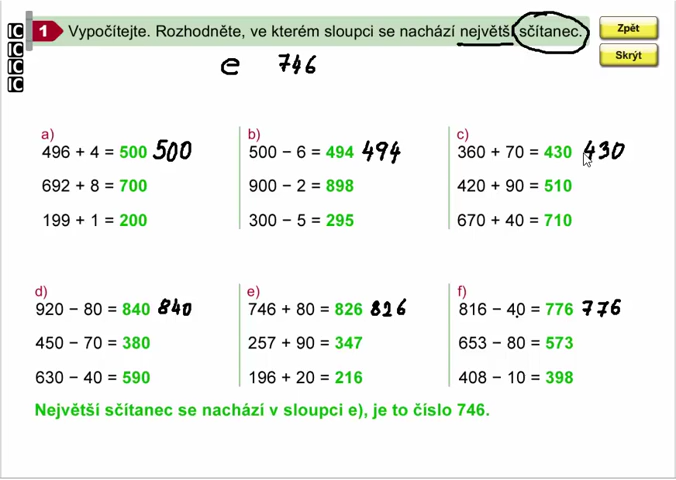 1 Vypočítejte. Rozhodněte, ve kterém sloupci se nachází největší sčítanec.
Zpět
Skrýt
e 746
a)
496 + 4 = 500 500
692 + 8 = 700
199 + 1 = 200
b)
500 − 6 = 494 494
900 − 2 = 898
300 − 5 = 295
c)
360 + 70 = 430 430
420 + 90 = 510
670 + 40 = 710
d)
920 − 80 = 840 840
450 − 70 = 380
630 − 40 = 590
e)
746 + 80 = 826 826
257 + 90 = 347
196 + 20 = 216
f)
816 − 40 = 776 776
653 − 80 = 573
408 − 10 = 398
Největší sčítanec se nachází v sloupci e), je to číslo 746.